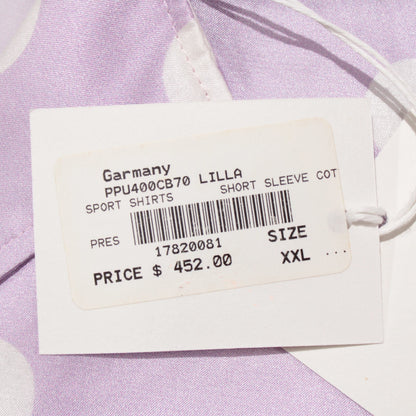 Garmany
PPU400CB70 LILLA
SPORT SHIRTS SHORT SLEEVE COT
PRES
17820081
SIZE
PRICE $ 452.00 XXL ...